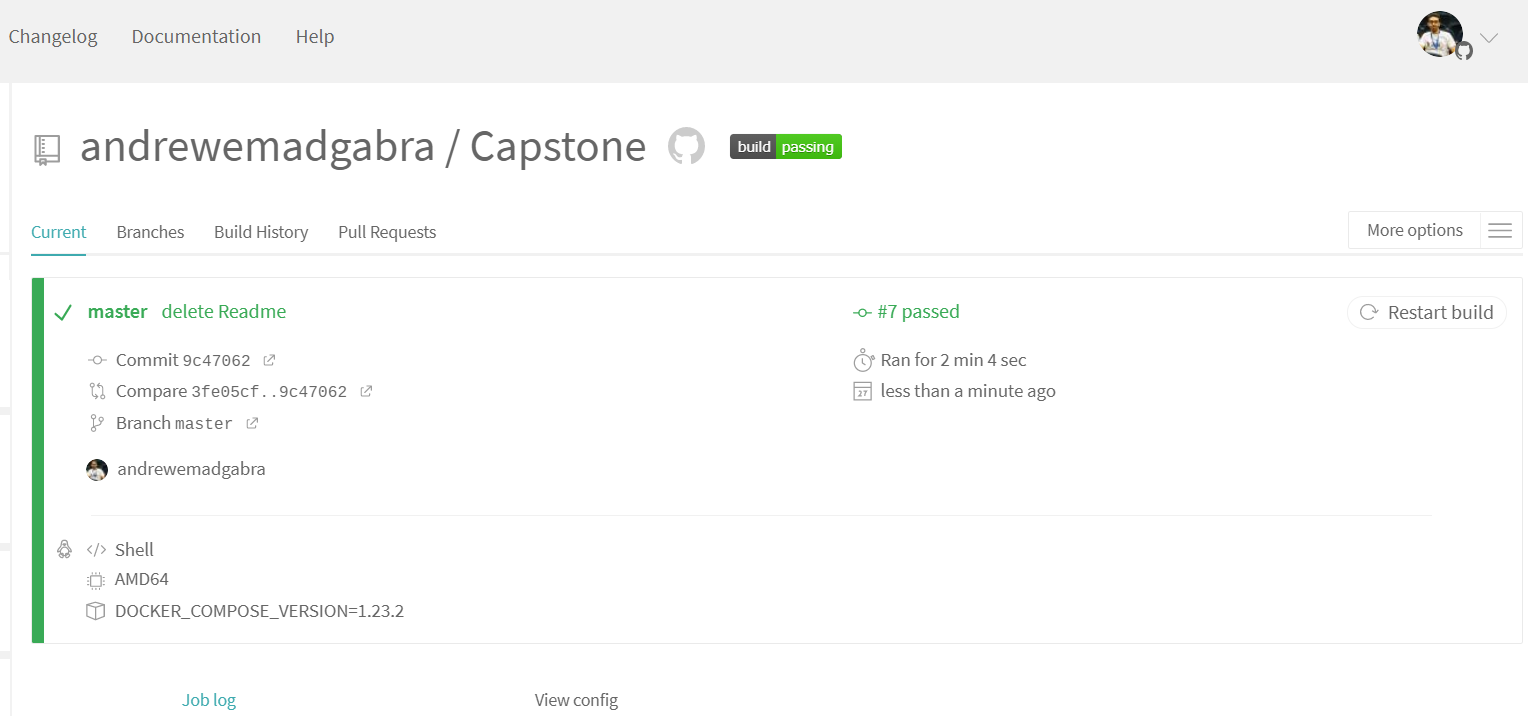 Changelog Documentation Help
andrewemadgabra / Capstone build passing
Current Branches Build History Pull Requests More options
master delete Readme #7 passed Restart build
Commit 9c47062 Ran for 2 min 4 sec
Compare 3fe05cf..9c47062 27 less than a minute ago
Branch master
andrewemadgabra
</> Shell
AMD64
DOCKER_COMPOSE_VERSION=1.23.2
Job log View config